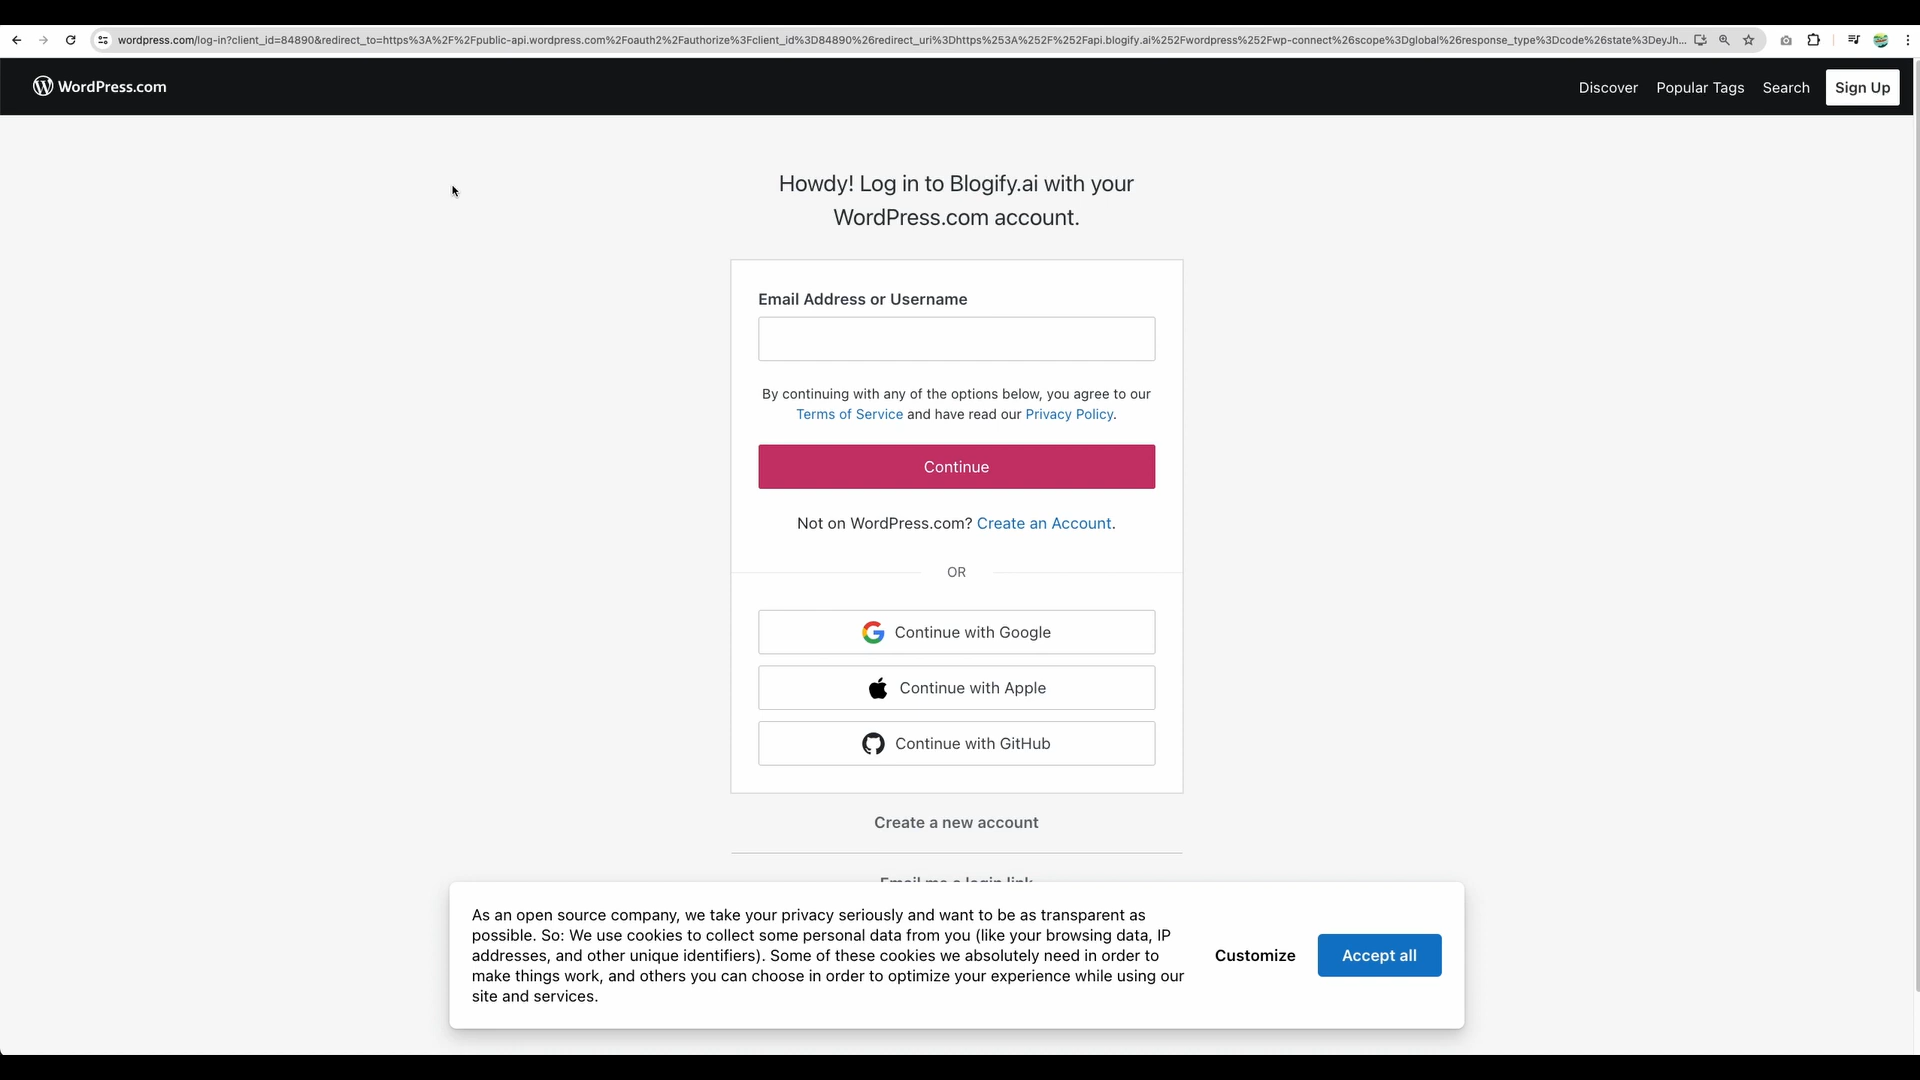 wordpress.com/log-in?client_id=84890&redirect_to=https%3A%2F%2Fpublic-api.wordpress.com%2Foauth2%2Fauthorize%3Fclient_id%3D84890%26redirect_uri%3Dhttps%253A%252F%252Fapi.blogify.ai%252Fwordpress%252Fwp-connect%26scope%3Dglobal%26response_type%3Dcode%26state%3DeyJh...
WordPress.com
Discover
Popular Tags
Search
Sign Up
Howdy! Log in to Blogify.ai with your
WordPress.com account.
Email Address or Username
By continuing with any of the options below, you agree to our
Terms of Service and have read our Privacy Policy.
Continue
Not on WordPress.com? Create an Account.
OR
Continue with Google
Continue with Apple
Continue with GitHub
Create a new account
Email me a login link
As an open source company, we take your privacy seriously and want to be as transparent as
possible. So: We use cookies to collect some personal data from you (like your browsing data, IP
addresses, and other unique identifiers). Some of these cookies we absolutely need in order to
make things work, and others you can choose in order to optimize your experience while using our
site and services.
Customize
Accept all